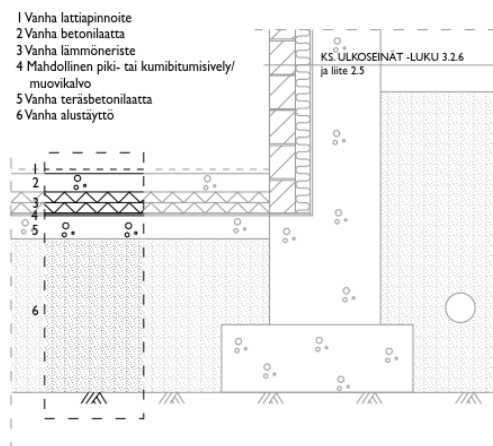 1 Vanha lattiapinnoite
2 Vanha betonilaatta
3 Vanha lämmöneriste
4 Mahdollinen piki- tai kumibitumisively/
muovikalvo
5 Vanha teräsbetonilaatta
6 Vanha alustäyttö
KS. ULKOSEINÄT -LUKU 3.2.6
ja liite 2.5
1
2
3
4
5
6